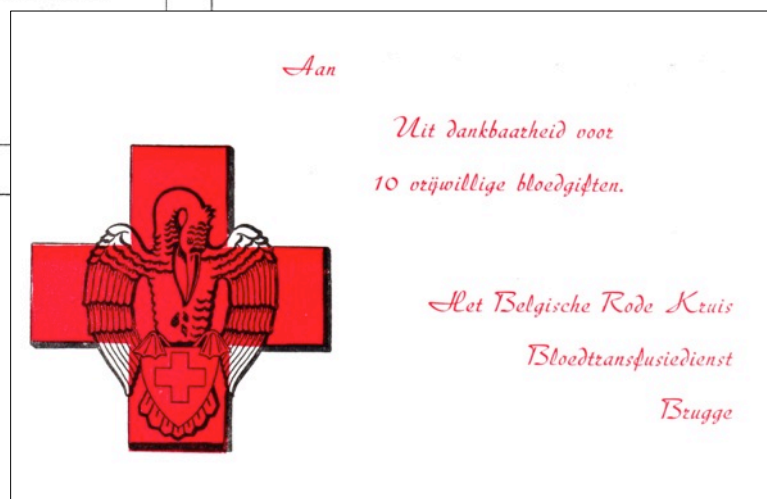 Aan
Uit dankbaarheid voor
10 vrijwillige bloedgiften.
Het Belgische Rode Kruis
Bloedtransfusiedienst
Brugge